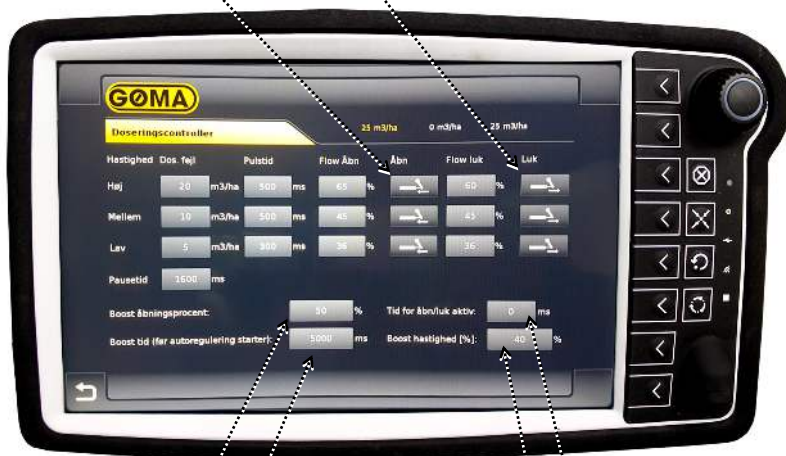 GØMA
Doseringscontroller 25 m3/ha 0 m3/ha 25 m3/ha
Hastighed Dos. fejl Pulstid Flow Åbn Åbn Flow luk Luk
Høj 20 m3/ha 500 ms 65 % 60 %
Mellem 10 m3/ha 500 ms 45 % 45 %
Lav 5 m3/ha 300 ms 36 % 36 %
Pausetid 1600 ms
Boost åbningsprocent: 50 % Tid for åbn/luk aktiv: 0 ms
Boost tid (før autoregulering starter): 5000 ms Boost hastighed [%]: 40 %